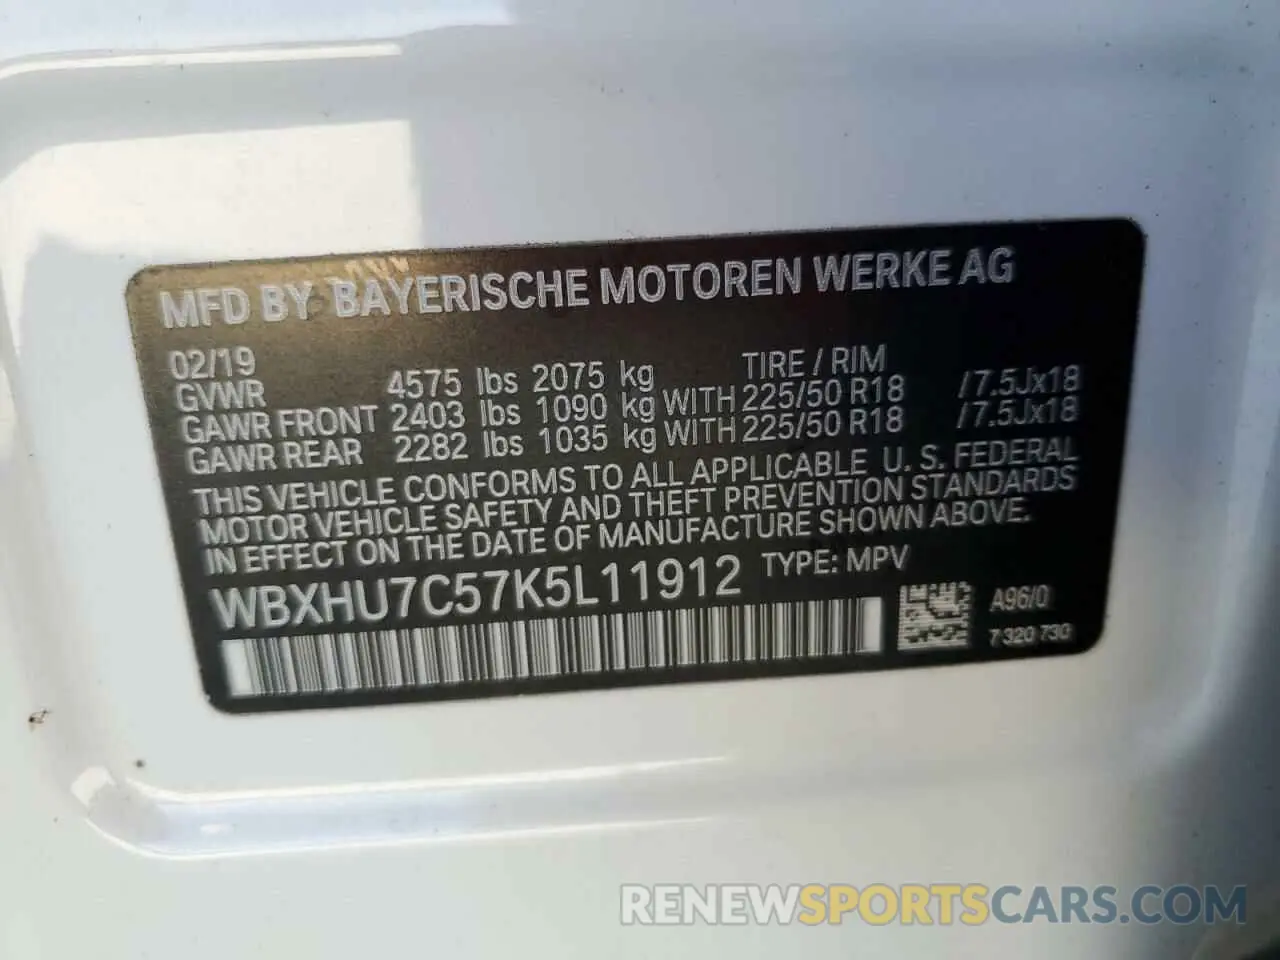 MFD BY BAYERISCHE MOTOREN WERKE AG
02/19 TIRE / RIM
GVWR 4575 lbs 2075 kg
GAWR FRONT 2403 lbs 1090 kg WITH 225/50 R18 /7.5Jx18
GAWR REAR 2282 lbs 1035 kg WITH 225/50 R18 /7.5Jx18
THIS VEHICLE CONFORMS TO ALL APPLICABLE U. S. FEDERAL
MOTOR VEHICLE SAFETY AND THEFT PREVENTION STANDARDS
IN EFFECT ON THE DATE OF MANUFACTURE SHOWN ABOVE.
WBXHU7C57K5L11912 TYPE: MPV
A96/0
7 320 730
RENEWSPORTSCARS.COM